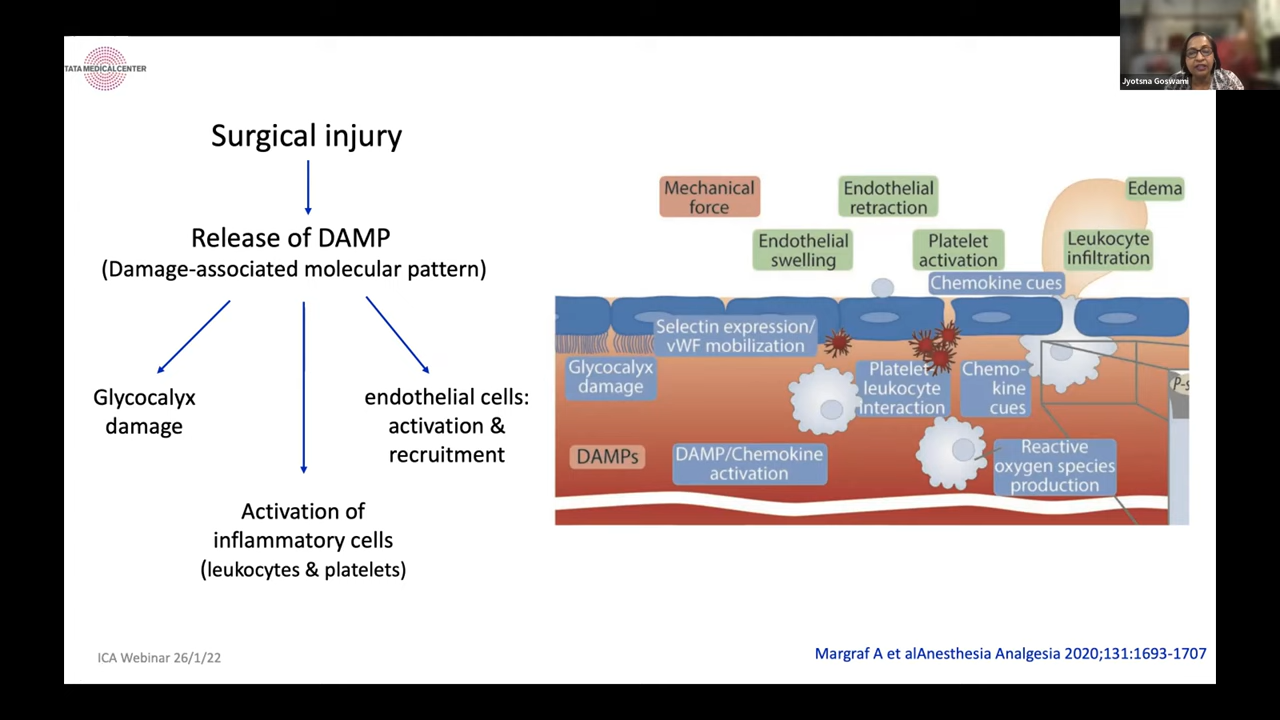 TATA MEDICAL CENTER
Jyotsna Goswami
Surgical injury
Release of DAMP
(Damage-associated molecular pattern)
Glycocalyx
damage
endothelial cells:
activation &
recruitment
Activation of
inflammatory cells
(leukocytes & platelets)
Mechanical
force
Endothelial
retraction
Edema
Endothelial
swelling
Platelet
activation
Leukocyte
infiltration
Chemokine cues
Selectin expression/
vWF mobilization
Glycocalyx
damage
Platelet
leukocyte
interaction
Chemo-
kine
cues
P-s
DAMPs
DAMP/Chemokine
activation
Reactive
oxygen species
production
ICA Webinar 26/1/22
Margraf A et alAnesthesia Analgesia 2020;131:1693-1707